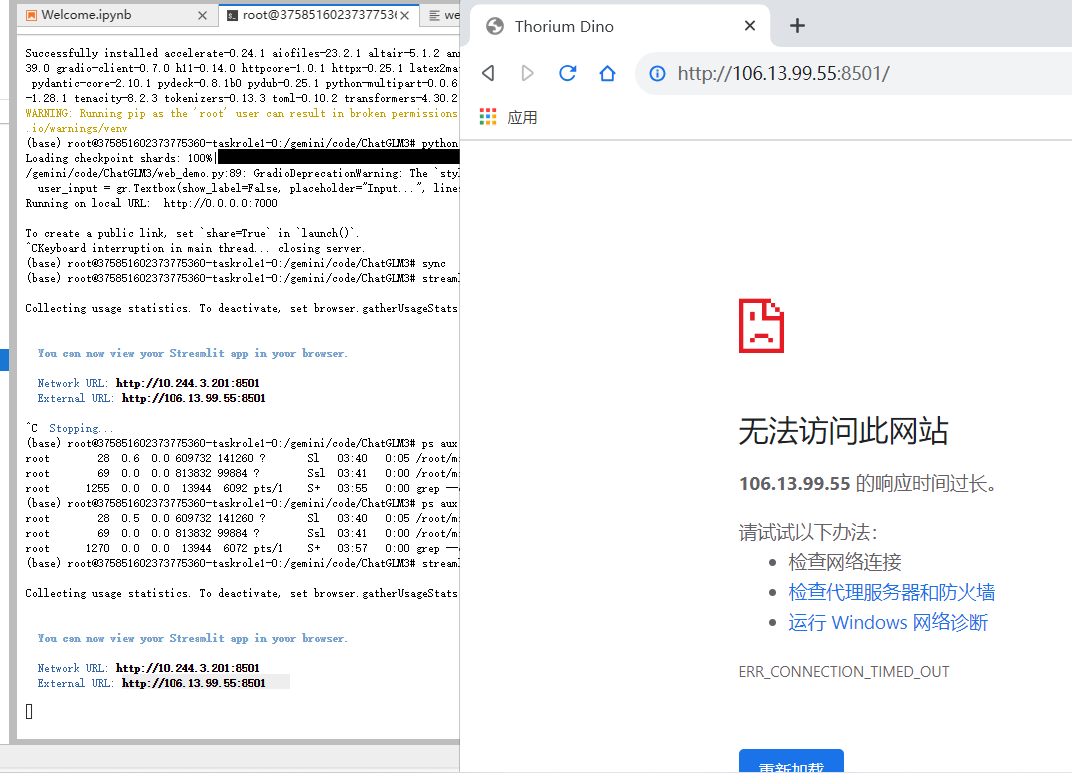 Welcome.ipynb
root@3758516023737753
we
Successfully installed accelerate-0.24.1 aiofiles-23.2.1 altair-5.1.2
39.0 gradio-client-0.7.0 h11-0.14.0 httpcore-1.0.1 httpx-0.25.1
pydantic-core-2.10.1 pydeck-0.8.1b0 pydub-0.25.1 python-multipart-0.0.6
-1.28.1 tenacity-8.2.3 tokenizers-0.13.3 toml-0.10.2 transformers-4.30.2
WARNING: Running pip as the 'root' user can result in broken permissions
.io/warnings/venv
(base) root@375851602373775360-taskrole1-0:/gemini/code/ChatGLM3# python
Loading checkpoint shards: 100%|
/gemini/code/ChatGLM3/web_demo.py:89: GradioDeprecationWarning: The `sty
user_input = gr.Textbox(show_label=False, placeholder="Input...", line
Running on local URL:  http://0.0.0.0:7000
To create a public link, set `share=True` in `launch()`.
^CKeyboard interruption in main thread... closing server.
(base) root@375851602373775360-taskrole1-0:/gemini/code/ChatGLM3# sync
(base) root@375851602373775360-taskrole1-0:/gemini/code/ChatGLM3# stream
Collecting usage statistics. To deactivate, set browser.gatherUsageStats
You can now view your Streamlit app in your browser.
Network URL: http://10.244.3.201:8501
External URL: http://106.13.99.55:8501
^C  Stopping...
(base) root@375851602373775360-taskrole1-0:/gemini/code/ChatGLM3# ps aux
root 28 0.6 0.0 609732 141260 ? Sl 03:40 0:05 /root/m
root 69 0.0 0.0 813832 99884 ? Ssl 03:41 0:00 /root/m
root 1255 0.0 0.0 13944 6092 pts/1 S+ 03:55 0:00 grep --
(base) root@375851602373775360-taskrole1-0:/gemini/code/ChatGLM3# ps aux
root 28 0.5 0.0 609732 141260 ? Sl 03:40 0:05 /root/m
root 69 0.0 0.0 813832 99884 ? Ssl 03:41 0:00 /root/m
root 1270 0.0 0.0 13944 6072 pts/1 S+ 03:57 0:00 grep --
(base) root@375851602373775360-taskrole1-0:/gemini/code/ChatGLM3# stream
Collecting usage statistics. To deactivate, set browser.gatherUsageStats
You can now view your Streamlit app in your browser.
Network URL: http://10.244.3.201:8501
External URL: http://106.13.99.55:8501
Thorium Dino
http://106.13.99.55:8501/
应用
无法访问此网站
106.13.99.55 的响应时间过长。
请试试以下办法：
检查网络连接
检查代理服务器和防火墙
运行 Windows 网络诊断
ERR_CONNECTION_TIMED_OUT
重新加载